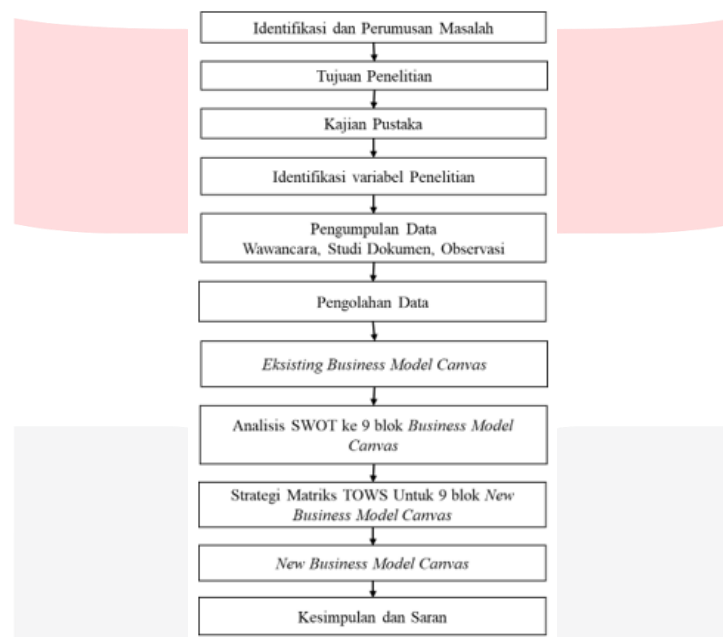 Identifikasi dan Perumusan Masalah
Tujuan Penelitian
Kajian Pustaka
Identifikasi variabel Penelitian
Pengumpulan Data
Wawancara, Studi Dokumen, Observasi
Pengolahan Data
Eksisting Business Model Canvas
Analisis SWOT ke 9 blok Business Model
Canvas
Strategi Matriks TOWS Untuk 9 blok New
Business Model Canvas
New Business Model Canvas
Kesimpulan dan Saran